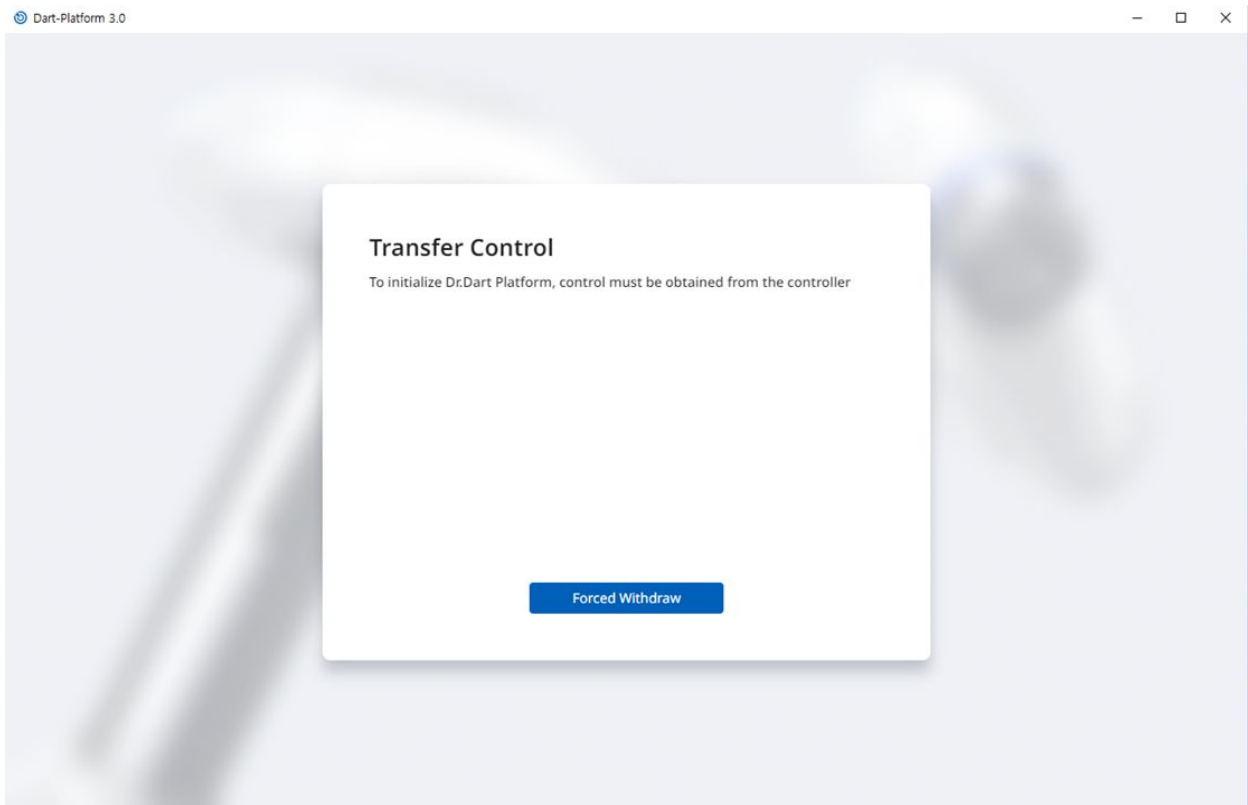 Dart-Platform 3.0
Transfer Control
To initialize Dr.Dart Platform, control must be obtained from the controller
Forced Withdraw